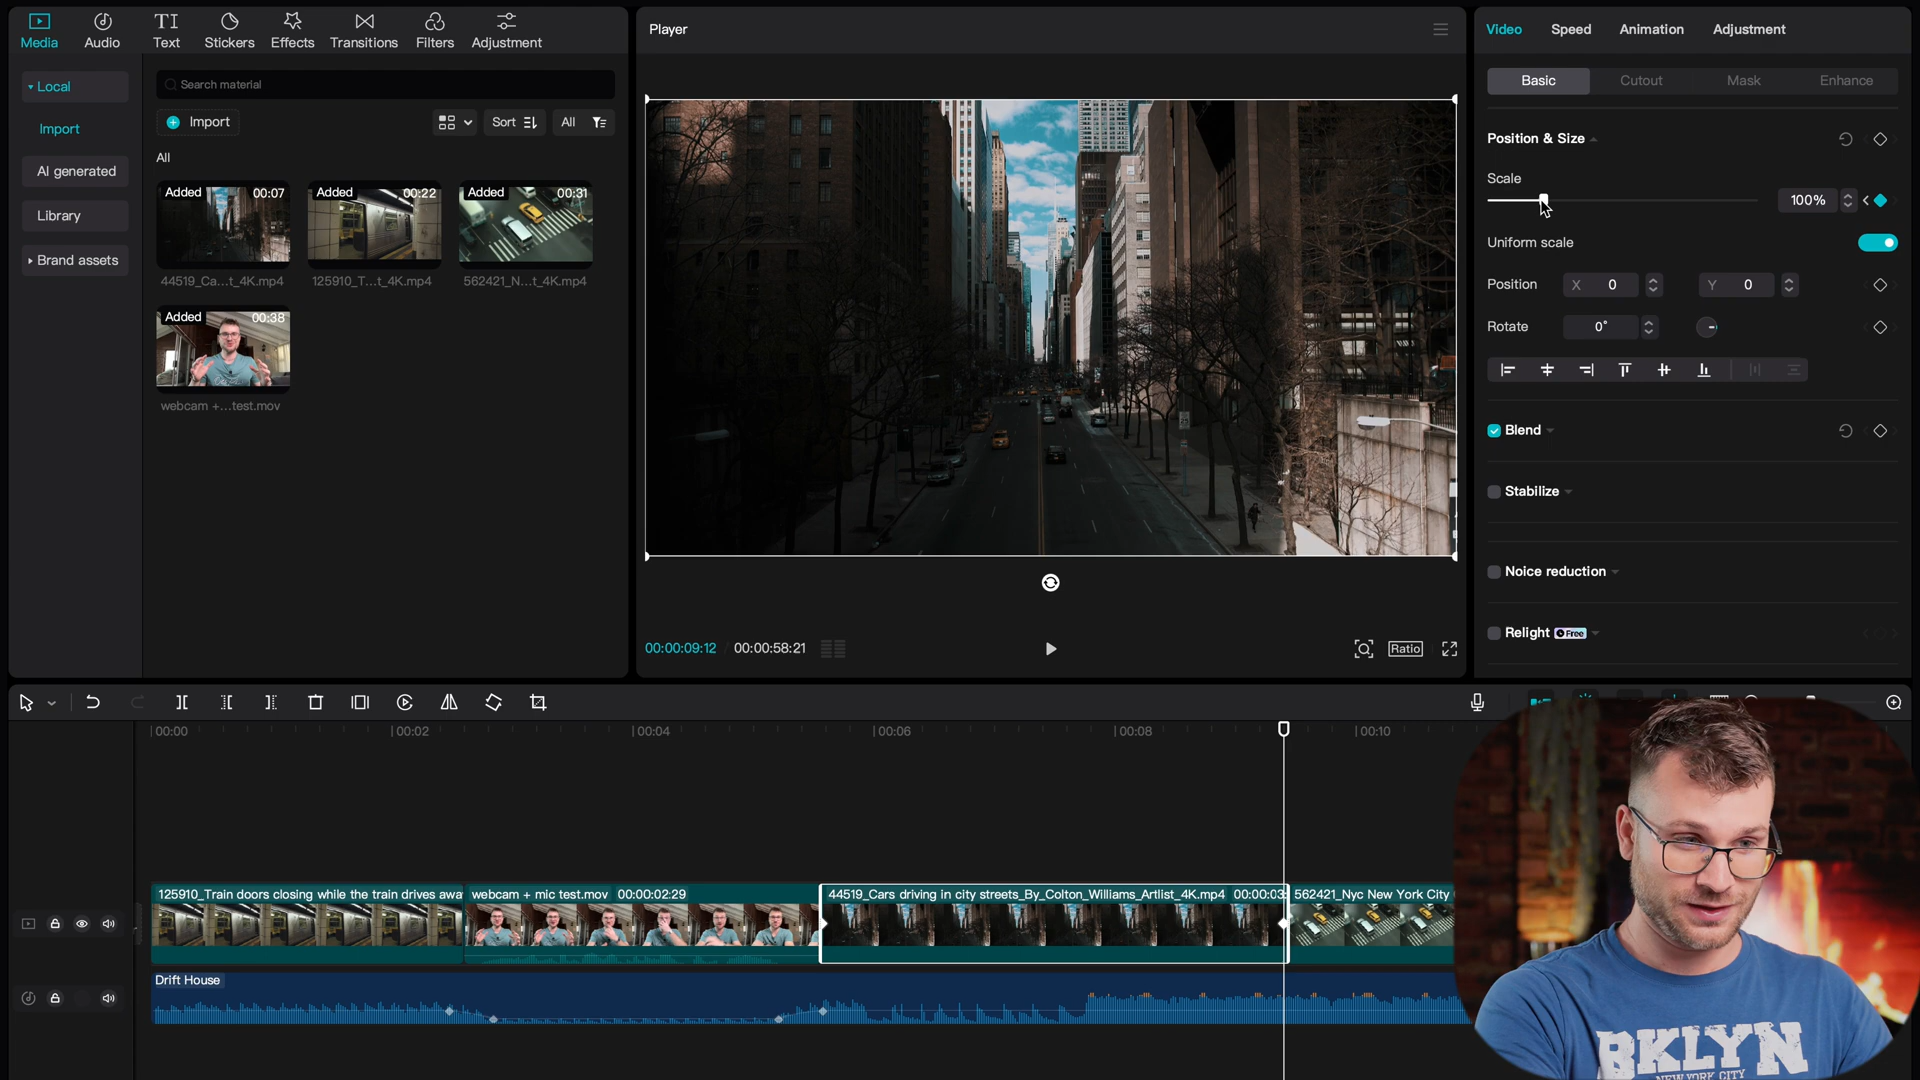 Media
Audio
Text
Stickers
Effects
Transitions
Filters
Adjustment
Local
Import
AI generated
Library
Brand assets
Search material
Import
Sort
All
All
Added 00:07
44519_Ca...t_4K.mp4
Added 00:22
125910_T...t_4K.mp4
Added 00:31
562421_N...t_4K.mp4
Added 00:38
webcam +...test.mov
Player
00:00:09:12
00:00:58:21
Ratio
Video
Speed
Animation
Adjustment
Basic
Cutout
Mask
Enhance
Position & Size
Scale
100%
Uniform scale
Position X 0 Y 0
Rotate 0°
Blend
Stabilize
Noice reduction
Relight Free
00:00
00:02
00:04
00:06
00:08
00:10
125910_Train doors closing while the train drives awa
webcam + mic test.mov 00:00:02:29
44519_Cars driving in city streets_By_Colton_Williams_Artlist_4K.mp4 00:00:03:
562421_Nyc New York City
Drift House
BKLYN
NEW YORK CITY